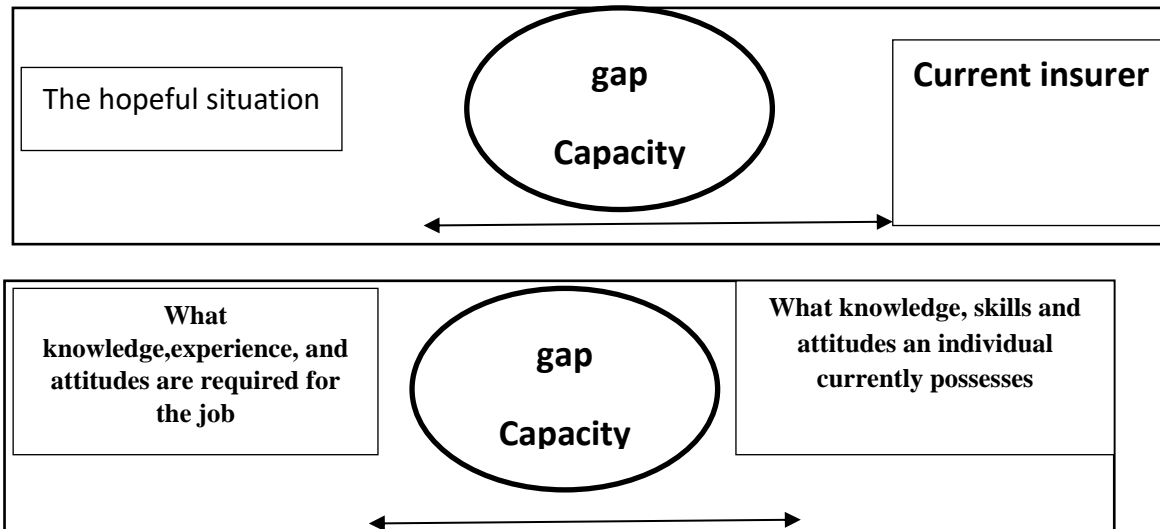 The hopeful situation
gap
Capacity
Current insurer
What
knowledge,experience, and
attitudes are required for
the job
gap
Capacity
What knowledge, skills and
attitudes an individual
currently possesses